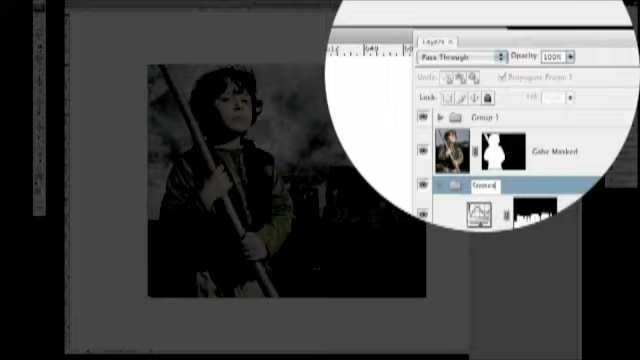 Layers
Pass Through Opacity: 100%
Unify: Propagate Frame 1
Lock: Fill:
Group 1
Gabe Masked